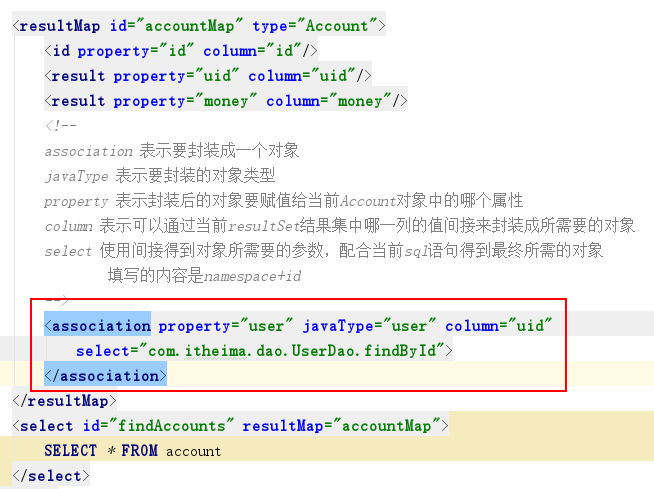 <resultMap id="accountMap" type="Account">
<id property="id" column="id"/>
<result property="uid" column="uid"/>
<result property="money" column="money"/>
<!--
association 表示要封装成一个对象
javaType 表示要封装的对象类型
property 表示封装后的对象要赋值给当前Account对象中的哪个属性
column 表示可以通过当前resultSet结果集中哪一列的值间接来封装成所需要的对象
select 使用间接得到对象所需要的参数，配合当前sql语句得到最终所需的对象
填写的内容是namespace+id
-->
<association property="user" javaType="user" column="uid"
select="com.itheima.dao.UserDao.findById">
</association>
</resultMap>
<select id="findAccounts" resultMap="accountMap">
SELECT * FROM account
</select>